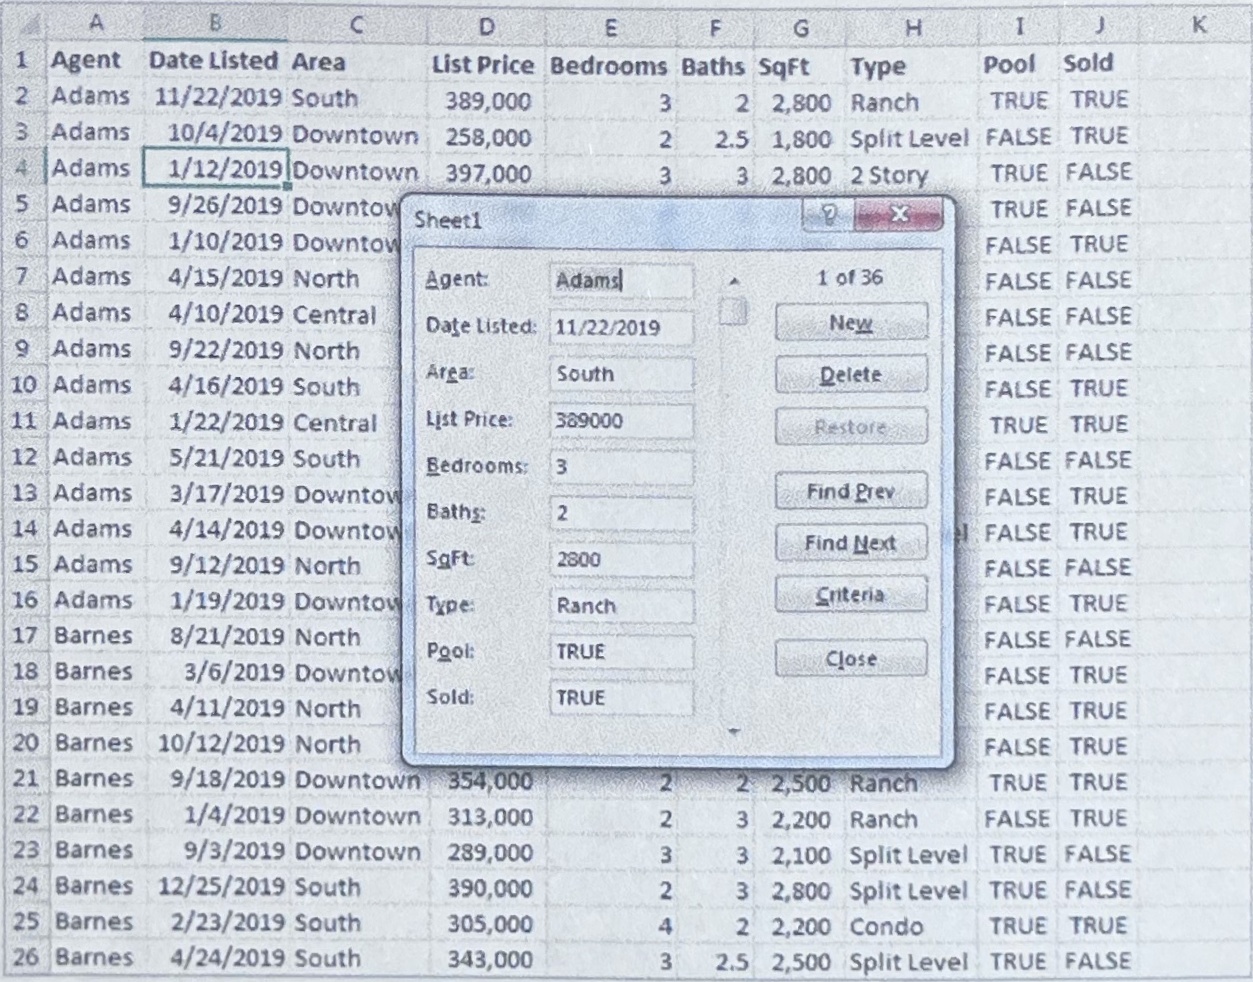 A B C D E F G H I J K
1 Agent Date Listed Area List Price Bedrooms Baths SqFt Type Pool Sold
2 Adams 11/22/2019 South 389,000 3 2 2,800 Ranch TRUE TRUE
3 Adams 10/4/2019 Downtown 258,000 2 2.5 1,800 Split Level FALSE TRUE
4 Adams 1/12/2019 Downtown 397,000 3 3 2,800 2 Story TRUE FALSE
5 Adams 9/26/2019 Downtow TRUE FALSE
6 Adams 1/10/2019 Downtow FALSE TRUE
7 Adams 4/15/2019 North FALSE FALSE
8 Adams 4/10/2019 Central FALSE FALSE
9 Adams 9/22/2019 North FALSE FALSE
10 Adams 4/16/2019 South FALSE TRUE
11 Adams 1/22/2019 Central TRUE TRUE
12 Adams 5/21/2019 South FALSE FALSE
13 Adams 3/17/2019 Downtow FALSE TRUE
14 Adams 4/14/2019 Downtow FALSE TRUE
15 Adams 9/12/2019 North FALSE FALSE
16 Adams 1/19/2019 Downtow FALSE TRUE
17 Barnes 8/21/2019 North FALSE FALSE
18 Barnes 3/6/2019 Downtow FALSE TRUE
19 Barnes 4/11/2019 North FALSE TRUE
20 Barnes 10/12/2019 North FALSE TRUE
21 Barnes 9/18/2019 Downtown 354,000 2 2 2,500 Ranch TRUE TRUE
22 Barnes 1/4/2019 Downtown 313,000 2 3 2,200 Ranch FALSE TRUE
23 Barnes 9/3/2019 Downtown 289,000 3 3 2,100 Split Level TRUE FALSE
24 Barnes 12/25/2019 South 390,000 2 3 2,800 Split Level TRUE FALSE
25 Barnes 2/23/2019 South 305,000 4 2 2,200 Condo TRUE TRUE
26 Barnes 4/24/2019 South 343,000 3 2.5 2,500 Split Level TRUE FALSE
Sheet1 ?
Agent: Adams
Date Listed: 11/22/2019
Area: South
List Price: 389000
Bedrooms: 3
Baths: 2
SqFt: 2800
Type: Ranch
Pool: TRUE
Sold: TRUE
1 of 36
New
Delete
Restore
Find Prev
Find Next
Criteria
Close